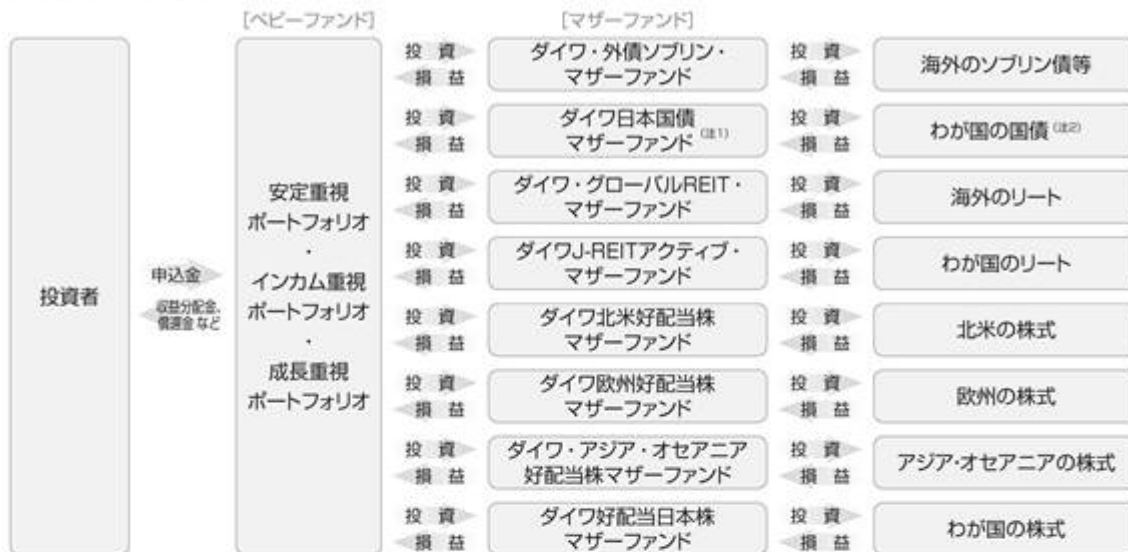 [ベビーファンド]
[マザーファンド]
投資者
申込金
収益分配金、
償還金 など
安定重視
ポートフォリオ
・
インカム重視
ポートフォリオ
・
成長重視
ポートフォリオ
投 資
損 益
ダイワ・外債ソブリン・
マザーファンド
投 資
損 益
海外のソブリン債等
投 資
損 益
ダイワ日本国債
マザーファンド (注1)
投 資
損 益
わが国の国債 (注2)
投 資
損 益
ダイワ・グローバルREIT・
マザーファンド
投 資
損 益
海外のリート
投 資
損 益
ダイワJ-REITアクティブ・
マザーファンド
投 資
損 益
わが国のリート
投 資
損 益
ダイワ北米好配当株
マザーファンド
投 資
損 益
北米の株式
投 資
損 益
ダイワ欧州好配当株
マザーファンド
投 資
損 益
欧州の株式
投 資
損 益
ダイワ・アジア・オセアニア
好配当株マザーファンド
投 資
損 益
アジア・オセアニアの株式
投 資
損 益
ダイワ好配当日本株
マザーファンド
投 資
損 益
わが国の株式